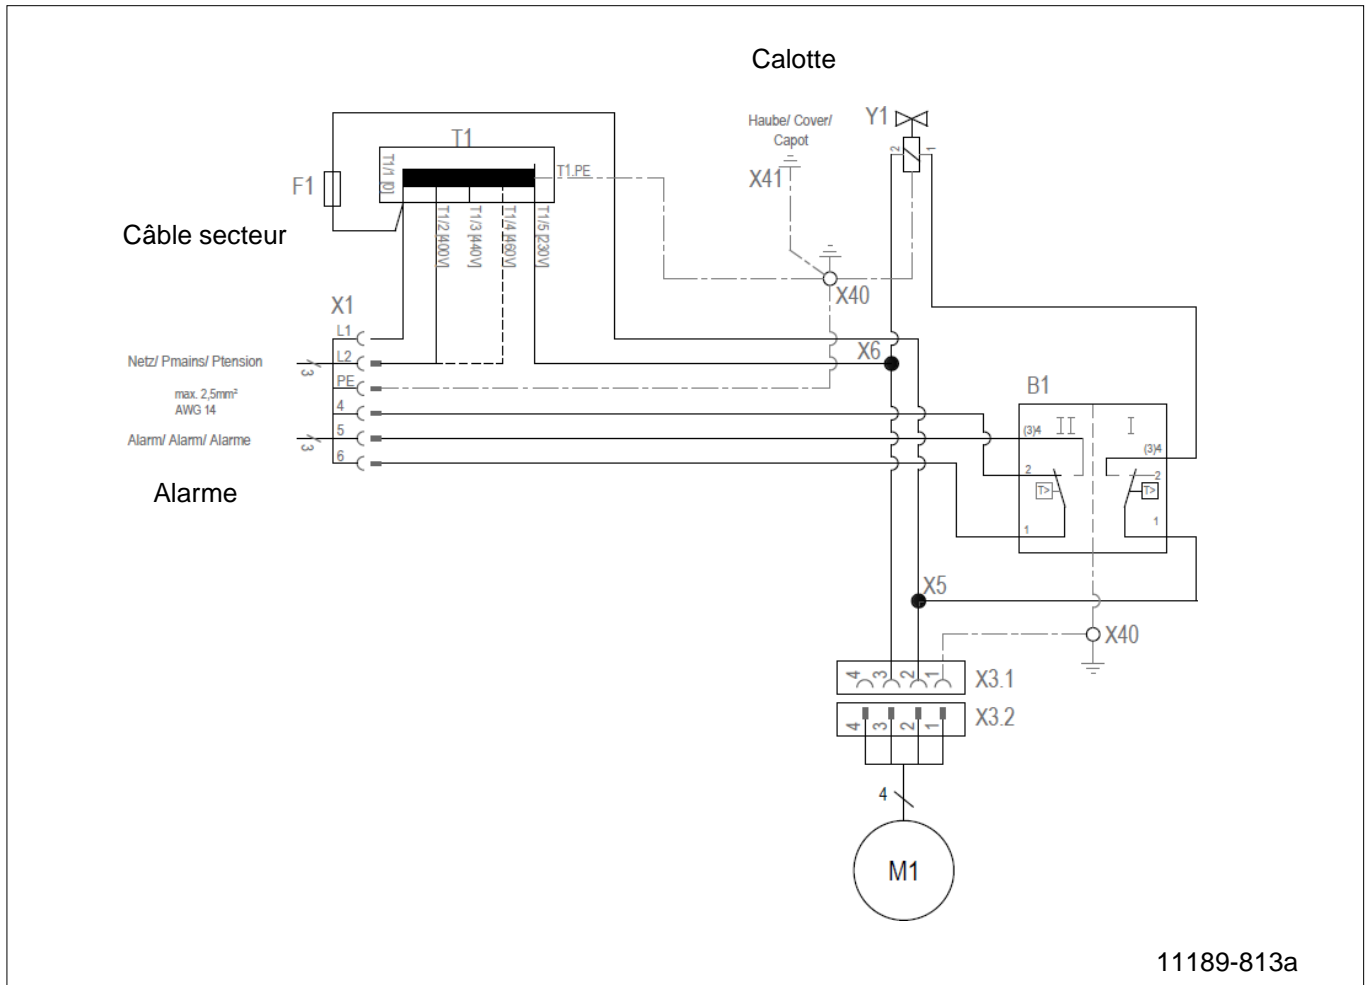 Calotte
Haube/ Cover/
Capot
Y1
2
1
T1
T1/1 [0]
T1.PE
X41
F1
Câble secteur
T1/2 [400V]
T1/3 [440V]
T1/4 [460V]
T1/5 [230V]
X40
X1
L1
Netz/ Pmains/ Ptension
3
L2
X6
PE
max. 2,5mm²
AWG 14
B1
4
Alarm/ Alarm/ Alarme
3
5
6
(3)4
II
I
(3)4
2
2
T>
T>
1
1
Alarme
X5
X40
4
3
2
1
X3.1
4
3
2
1
X3.2
4
M1
11189-813a